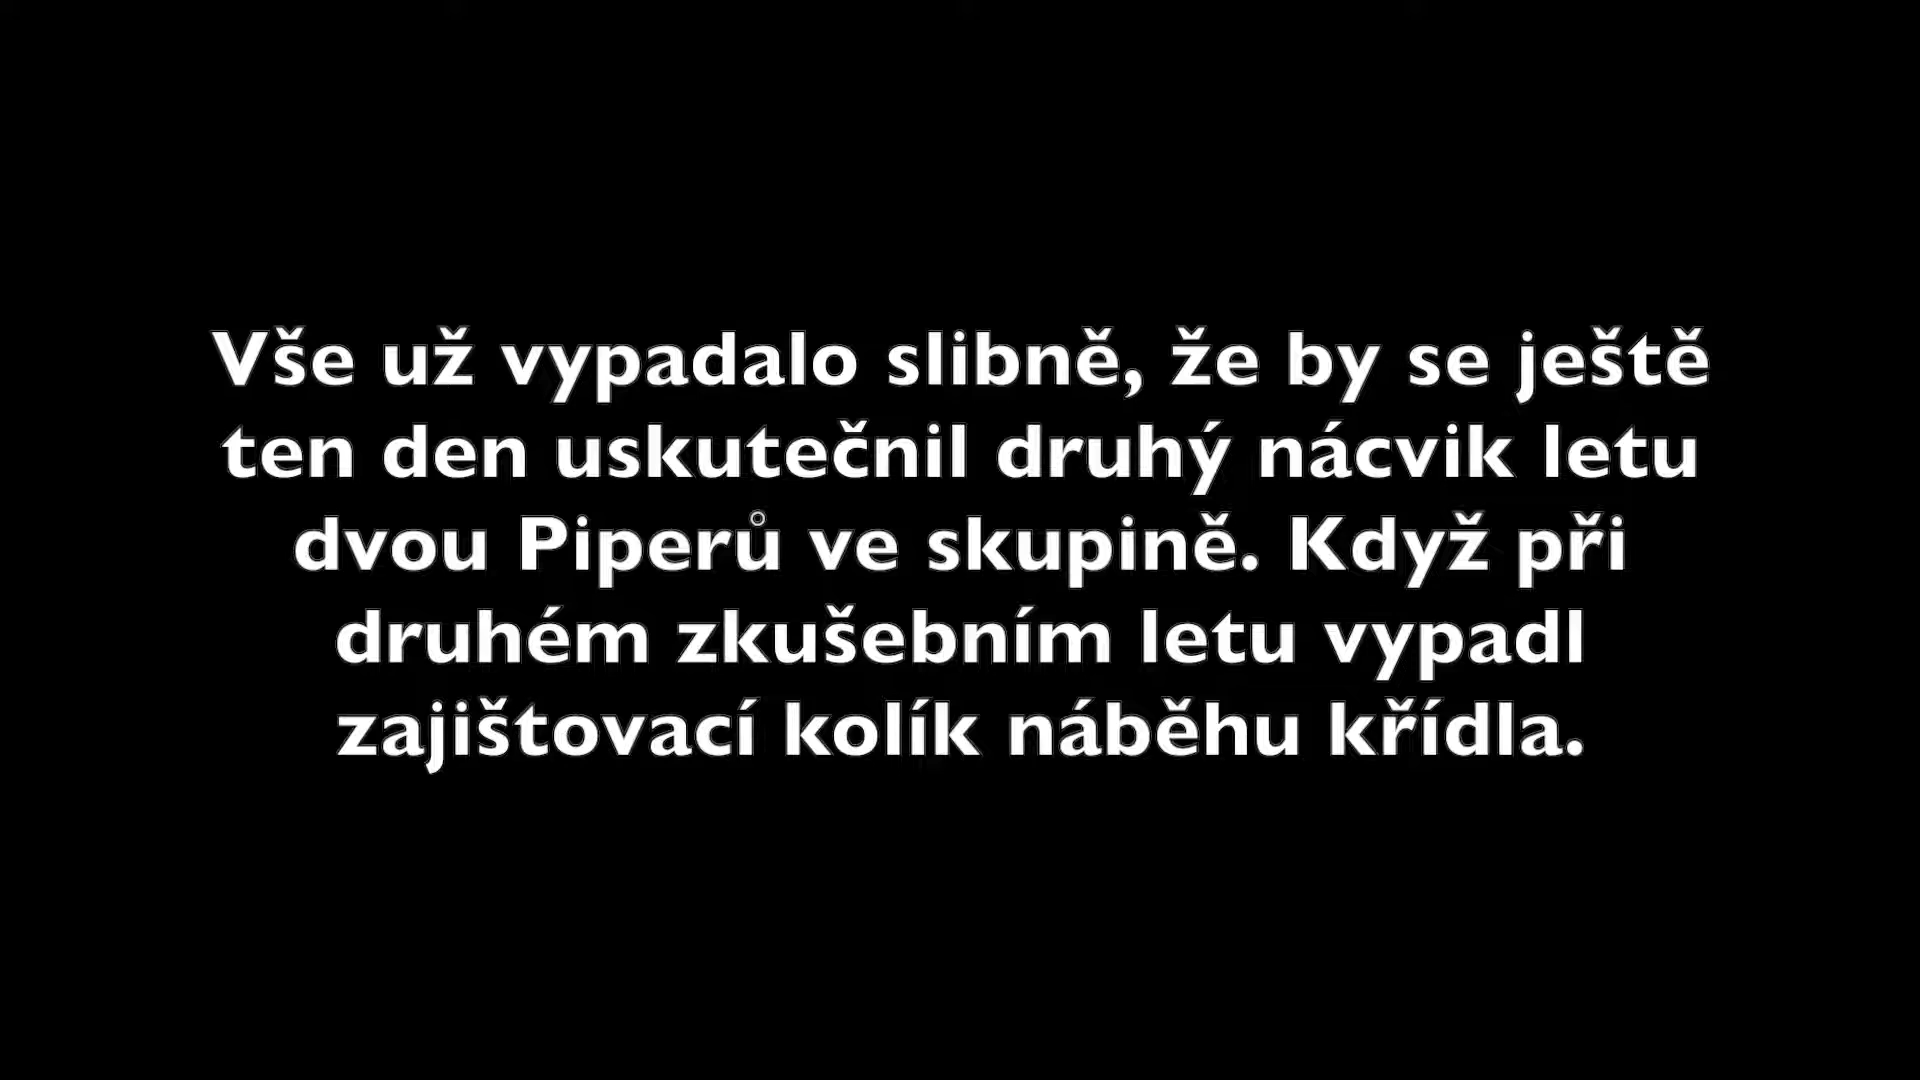 Vše už vypadalo slibně, že by se ještě
ten den uskutečnil druhý nácvik letu
dvou Piperů ve skupině. Když při
druhém zkušebním letu vypadl
zajištovací kolík náběhu křídla.